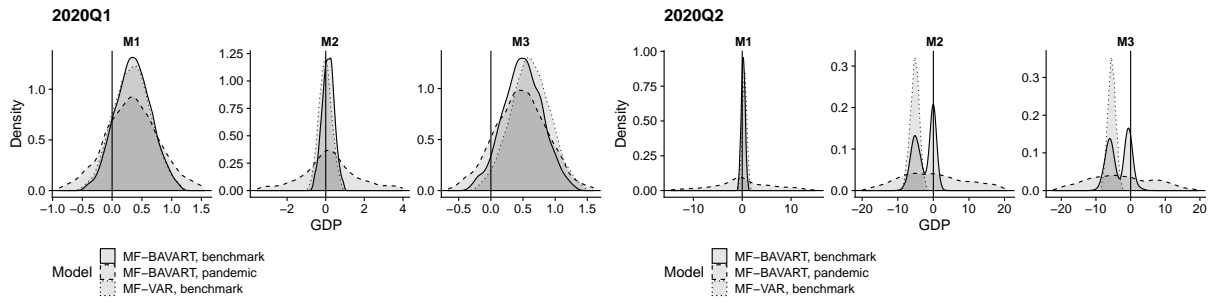 2020Q1
M1
M2
M3
Density
1.0
0.5
0.0
−1.0 −0.5 0.0 0.5 1.0 1.5
1.25
1.00
0.75
0.50
0.25
0.00
−2 0 2 4
1.0
0.5
0.0
−0.5 0.0 0.5 1.0 1.5
GDP
Model
MF−BAVART, benchmark
MF−BAVART, pandemic
MF−VAR, benchmark
2020Q2
M1
M2
M3
Density
1.00
0.75
0.50
0.25
0.00
−10 0 10
0.3
0.2
0.1
0.0
−20 −10 0 10 20
0.3
0.2
0.1
0.0
−20 −10 0 10 20
GDP
Model
MF−BAVART, benchmark
MF−BAVART, pandemic
MF−VAR, benchmark